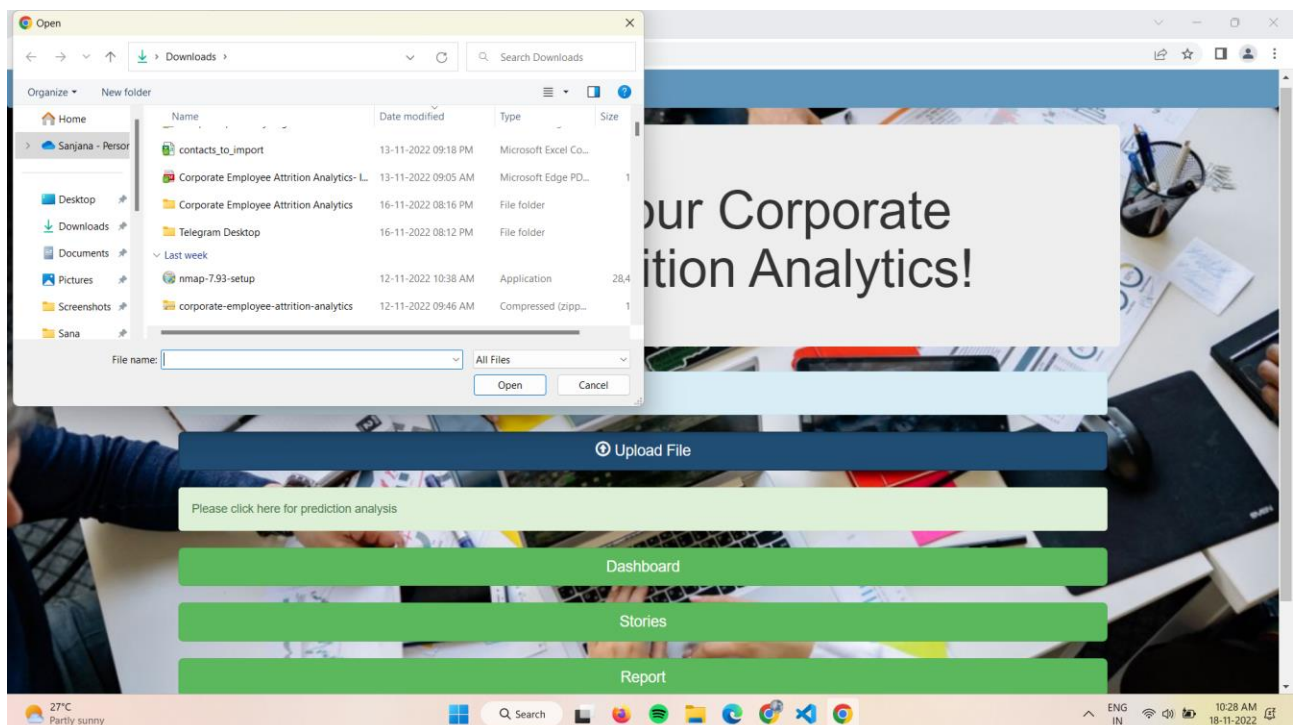 Open
Downloads
Search Downloads
Organize
New folder
Home
Sanjana - Person
Desktop
Downloads
Documents
Pictures
Screenshots
Sana
Name Date modified Type Size
contacts_to_import 13-11-2022 09:18 PM Microsoft Excel Co...
Corporate Employee Attrition Analytics- I... 13-11-2022 09:05 AM Microsoft Edge PD... 1
Corporate Employee Attrition Analytics 16-11-2022 08:16 PM File folder
Telegram Desktop 16-11-2022 08:12 PM File folder
Last week
nmap-7.93-setup 12-11-2022 10:38 AM Application 28,4
corporate-employee-attrition-analytics 12-11-2022 09:46 AM Compressed (zipp... 1
File name:
All Files
Open Cancel
our Corporate
ition Analytics!
Upload File
Please click here for prediction analysis
Dashboard
Stories
Report
27°C
Partly sunny
Search
ENG
IN
10:28 AM
18-11-2022